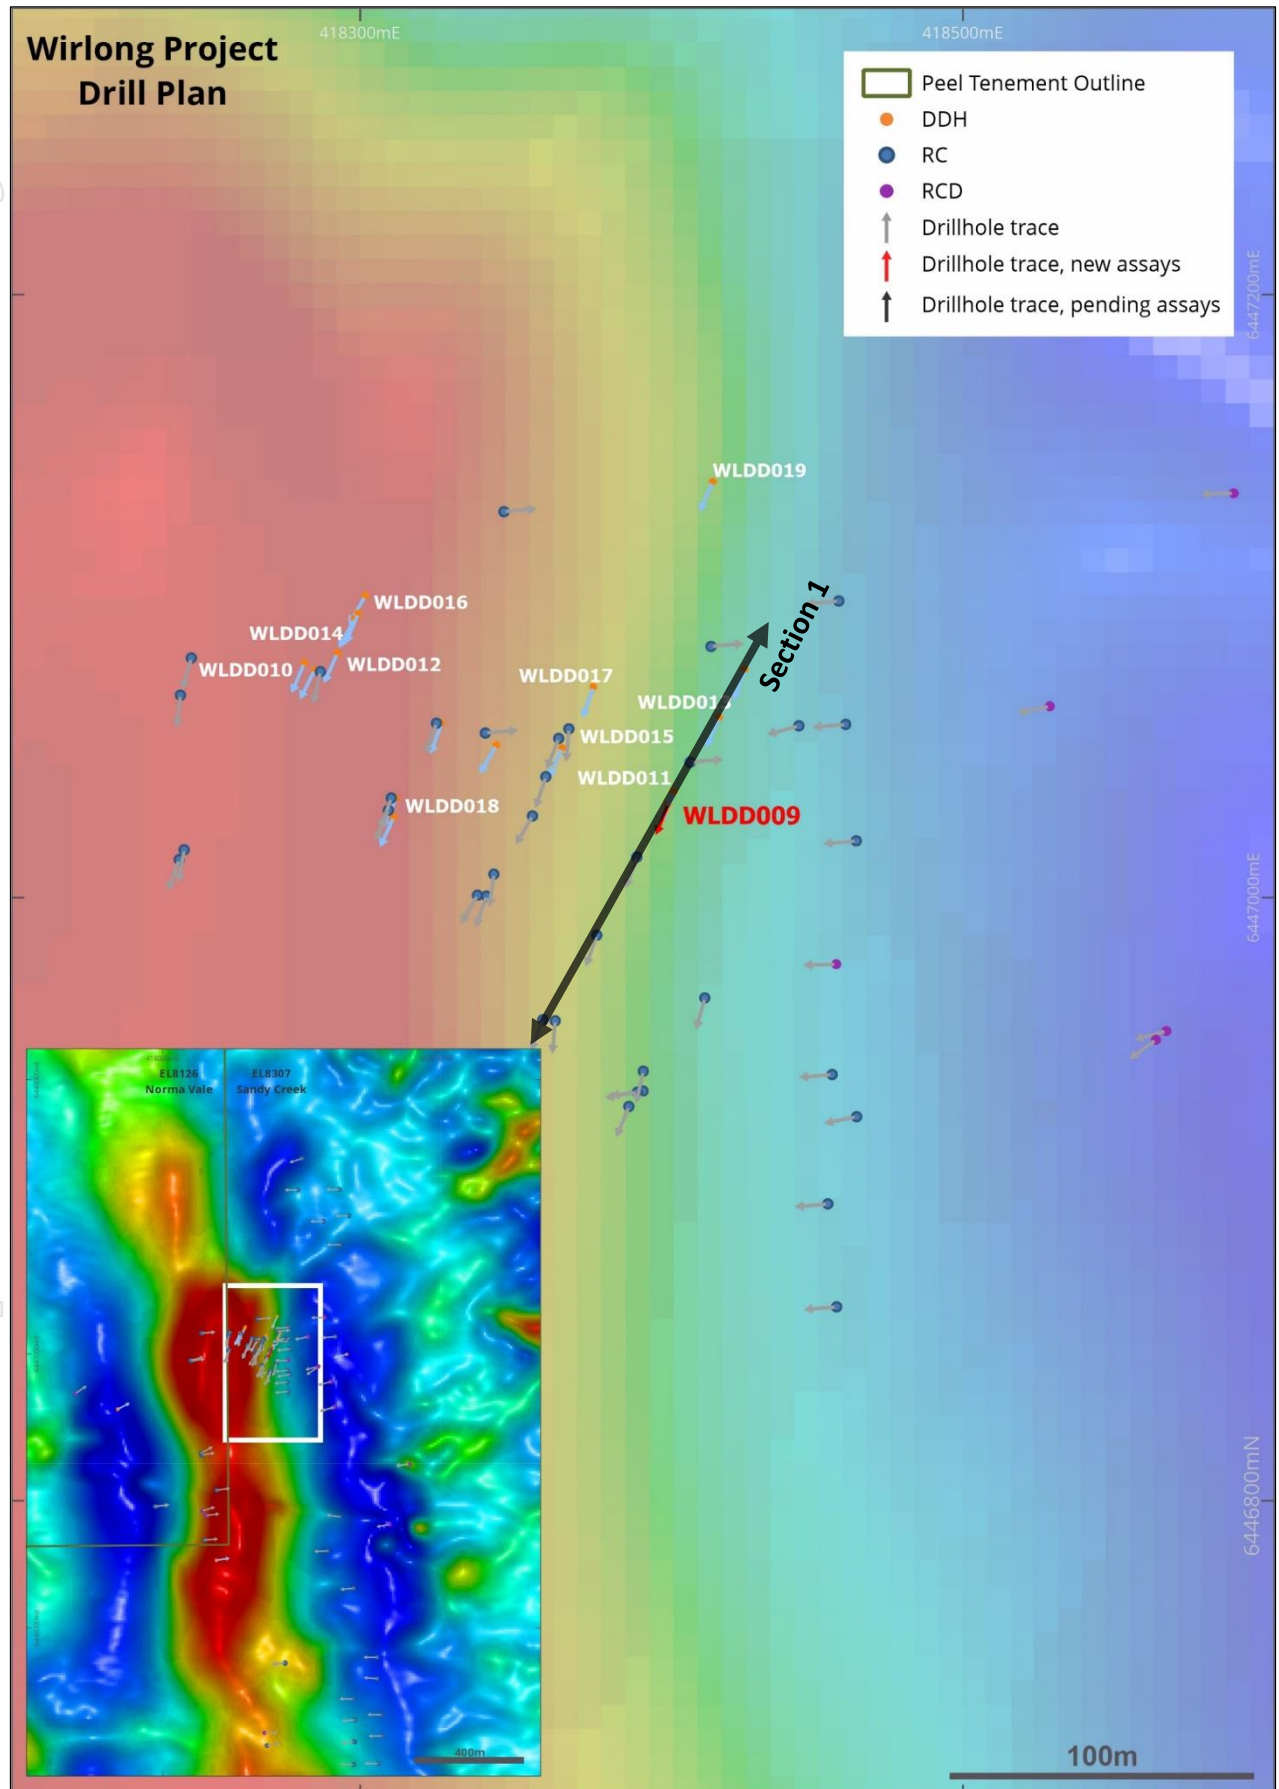 418300mE
418500mE
Wirlong Project
Drill Plan
Peel Tenement Outline
DDH
RC
RCD
Drillhole trace
Drillhole trace, new assays
Drillhole trace, pending assays
6447200mE
WLDD019
Section 1
WLDD016
WLDD014
WLDD010
WLDD012
WLDD017
WLDD013
WLDD015
WLDD011
WLDD018
WLDD009
6447000mE
EL8126
Norma Vale
EL8307
Sandy Creek
6446800mN
400m
100m